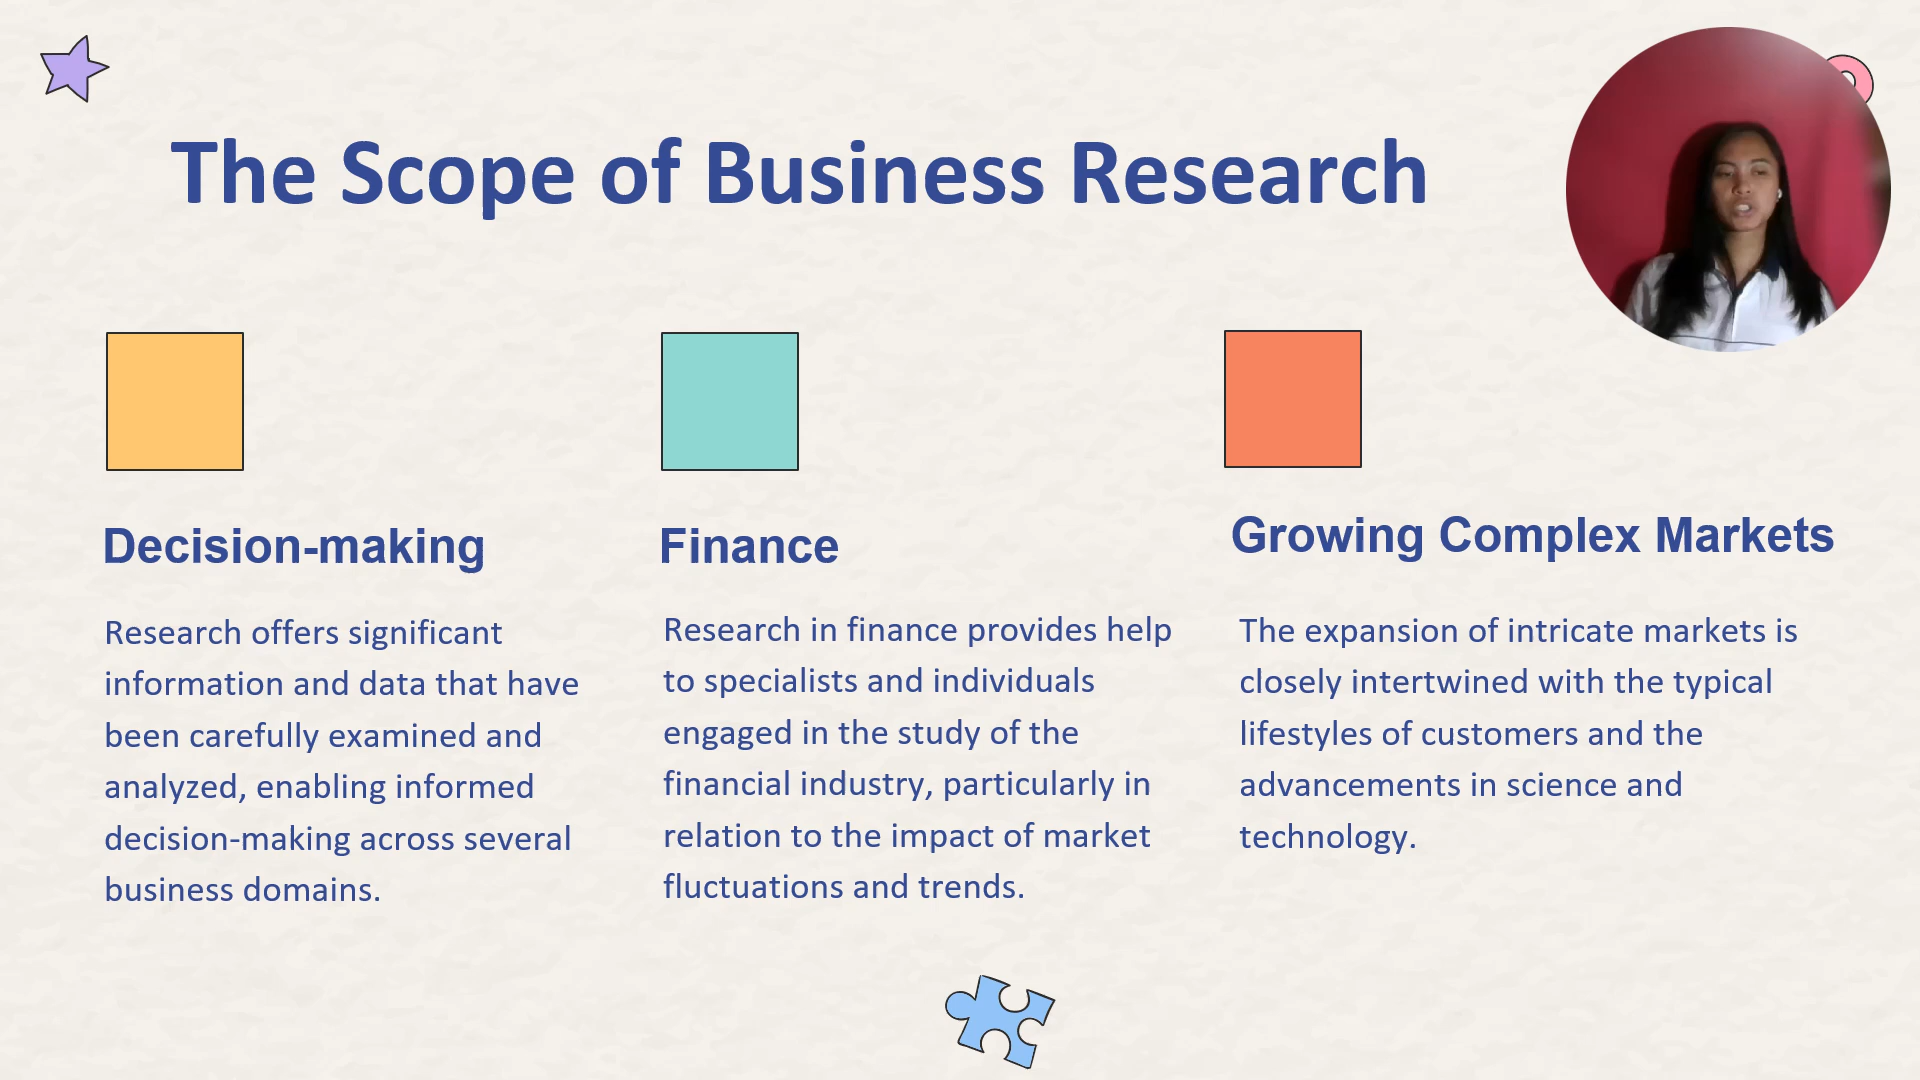 The Scope of Business Research
Decision-making
Research offers significant
information and data that have
been carefully examined and
analyzed, enabling informed
decision-making across several
business domains.
Finance
Research in finance provides help
to specialists and individuals
engaged in the study of the
financial industry, particularly in
relation to the impact of market
fluctuations and trends.
Growing Complex Markets
The expansion of intricate markets is
closely intertwined with the typical
lifestyles of customers and the
advancements in science and
technology.